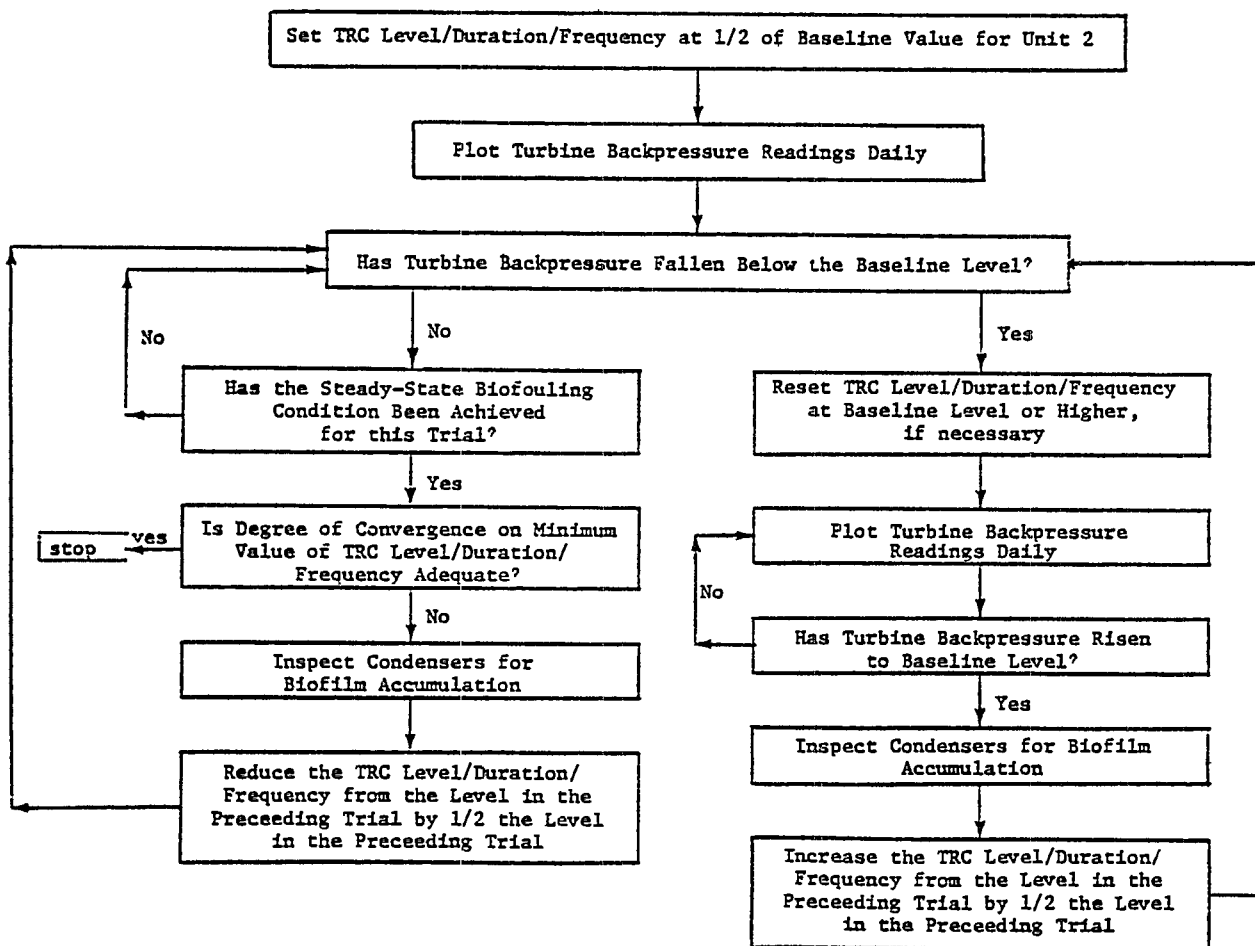 Set TRC Level/Duration/Frequency at 1/2 of Baseline Value for Unit 2
Plot Turbine Backpressure Readings Daily
Has Turbine Backpressure Fallen Below the Baseline Level?
No
No
Yes
Has the Steady-State Biofouling
Condition Been Achieved
for this Trial?
Reset TRC Level/Duration/Frequency
at Baseline Level or Higher,
if necessary
Yes
Is Degree of Convergence on Minimum
Value of TRC Level/Duration/
Frequency Adequate?
yes
stop
Plot Turbine Backpressure
Readings Daily
No
No
Has Turbine Backpressure Risen
to Baseline Level?
Inspect Condensers for
Biofilm Accumulation
Yes
Inspect Condensers for Biofilm
Accumulation
Reduce the TRC Level/Duration/
Frequency from the Level in the
Preceeding Trial by 1/2 the Level
in the Preceeding Trial
Increase the TRC Level/Duration/
Frequency from the Level in the
Preceeding Trial by 1/2 the Level
in the Preceeding Trial